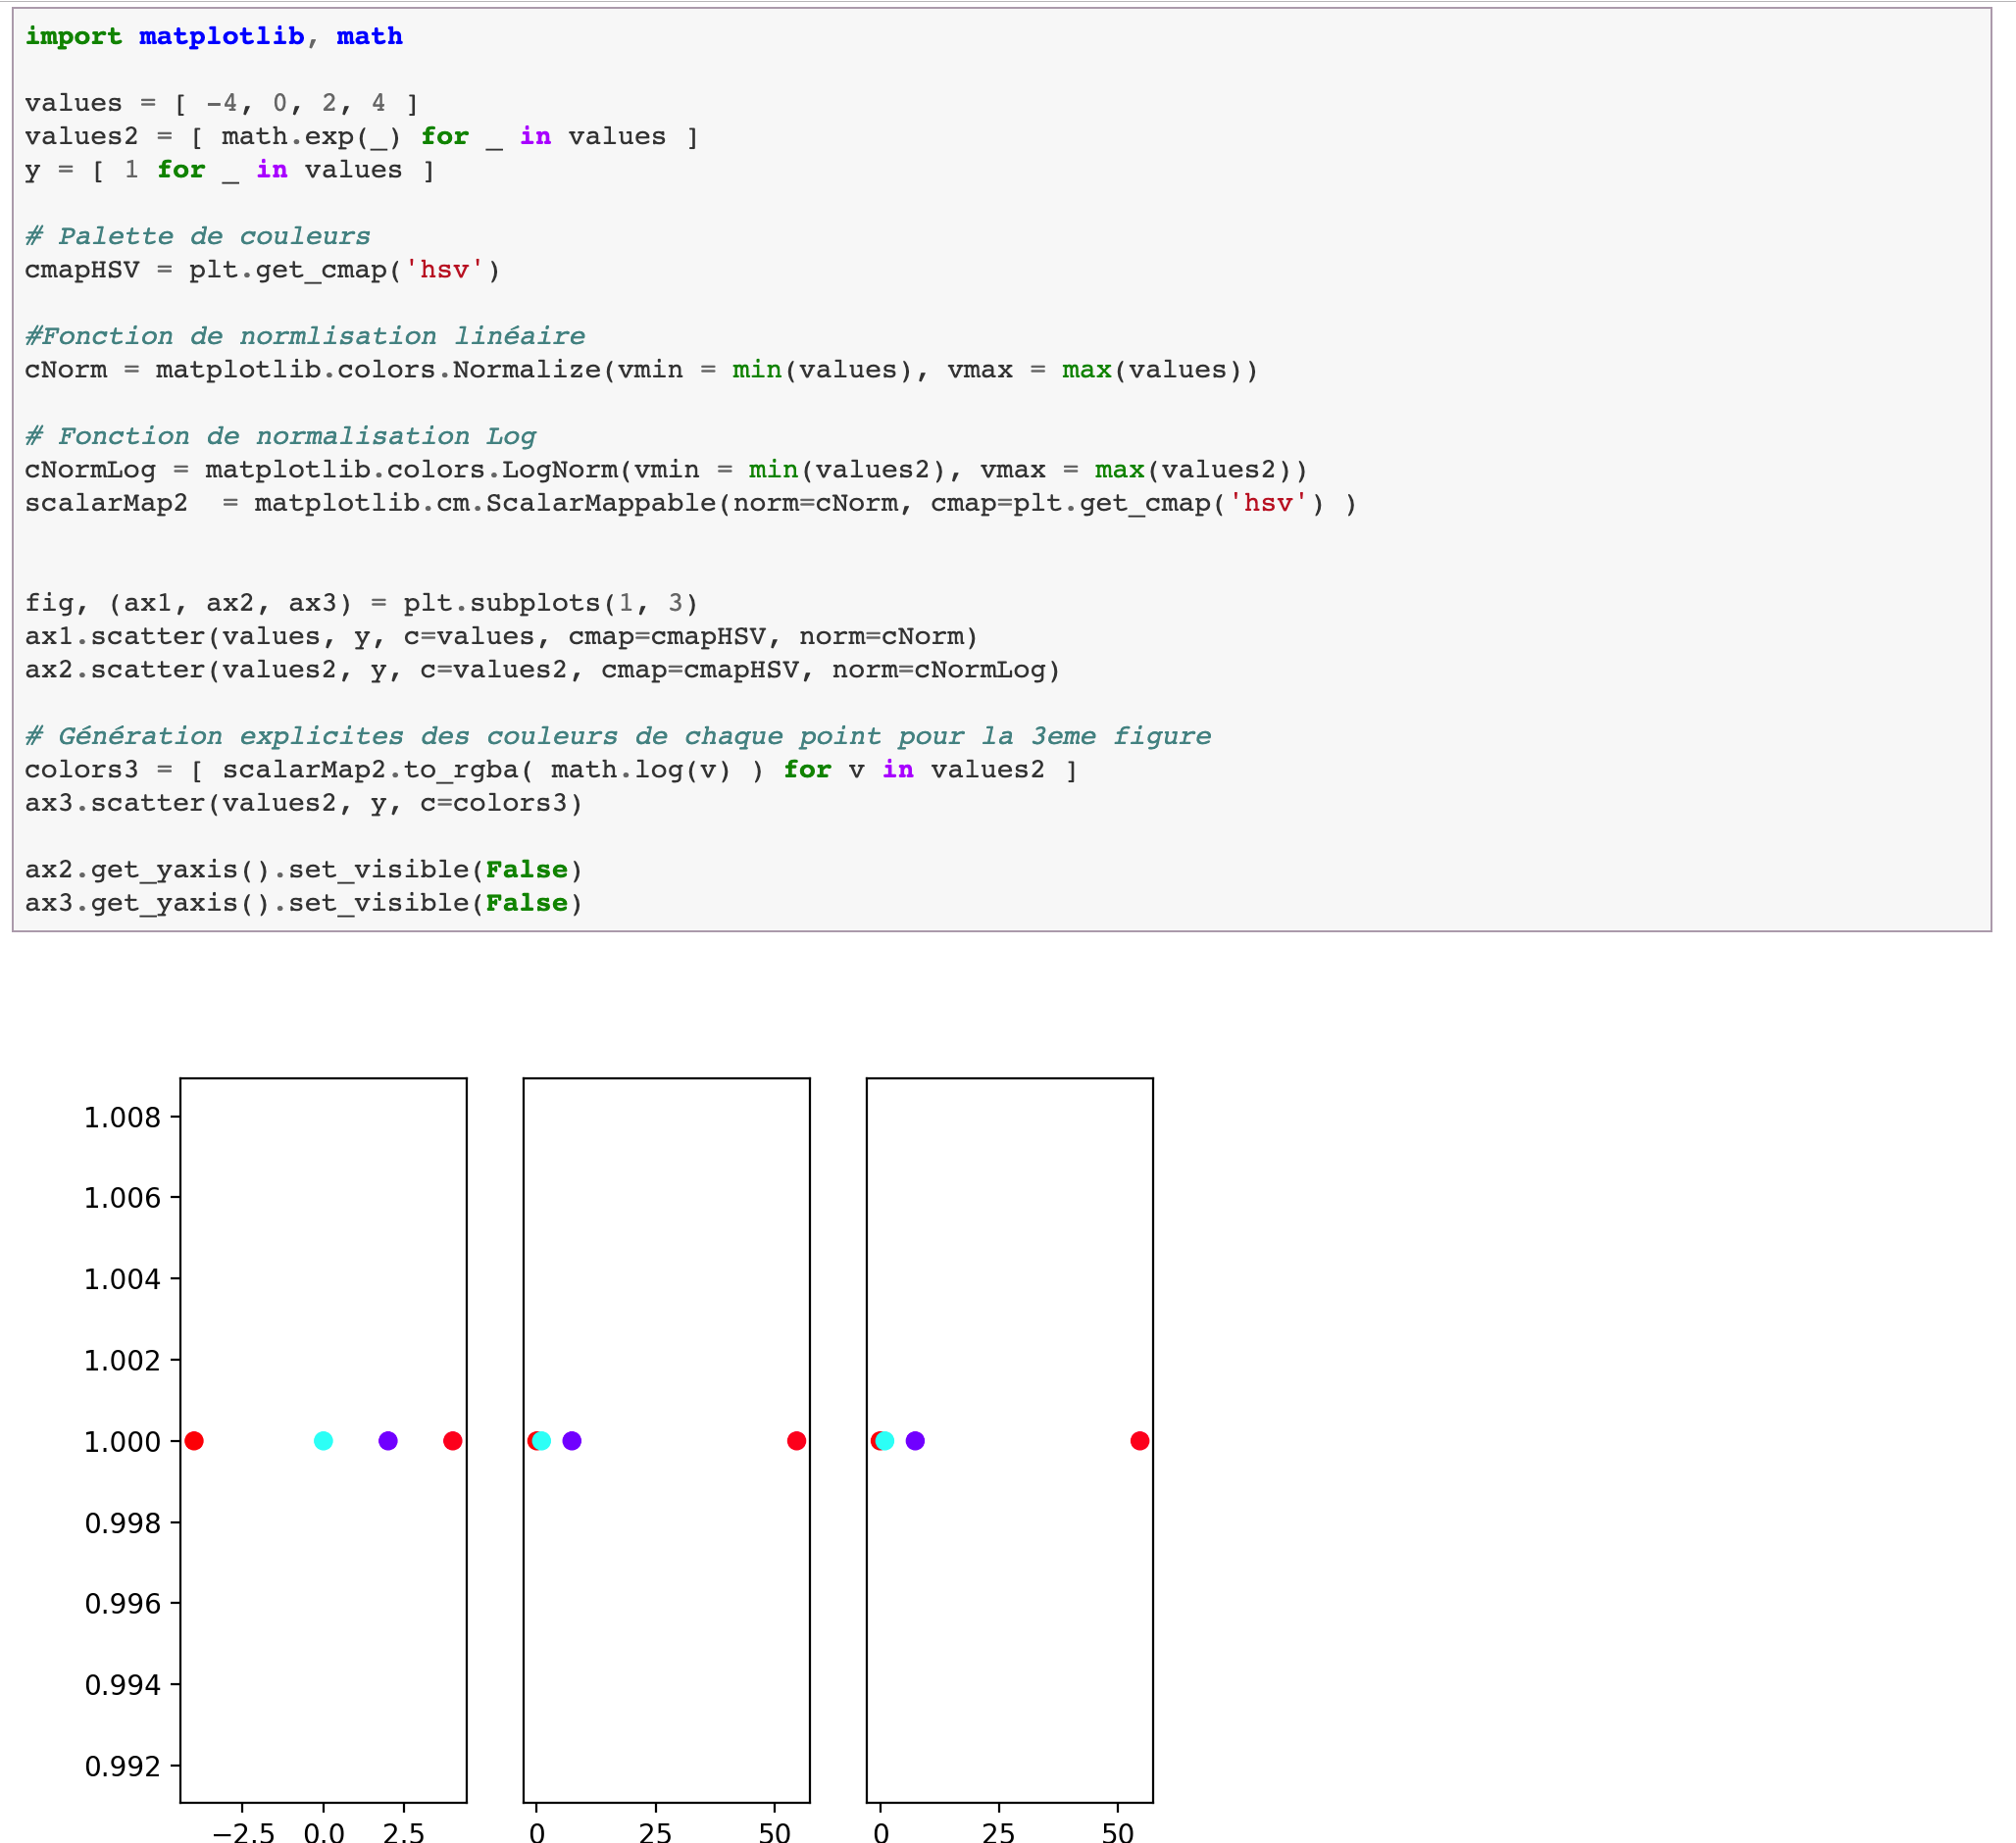 import matplotlib, math
values = [ -4, 0, 2, 4 ]
values2 = [ math.exp(_) for _ in values ]
y = [ 1 for _ in values ]
# Palette de couleurs
cmapHSV = plt.get_cmap('hsv')
#Fonction de normlisation linéaire
cNorm = matplotlib.colors.Normalize(vmin = min(values), vmax = max(values))
# Fonction de normalisation Log
cNormLog = matplotlib.colors.LogNorm(vmin = min(values2), vmax = max(values2))
scalarMap2  = matplotlib.cm.ScalarMappable(norm=cNorm, cmap=plt.get_cmap('hsv') )
fig, (ax1, ax2, ax3) = plt.subplots(1, 3)
ax1.scatter(values, y, c=values, cmap=cmapHSV, norm=cNorm)
ax2.scatter(values2, y, c=values2, cmap=cmapHSV, norm=cNormLog)
# Génération explicites des couleurs de chaque point pour la 3eme figure
colors3 = [ scalarMap2.to_rgba( math.log(v) ) for v in values2 ]
ax3.scatter(values2, y, c=colors3)
ax2.get_yaxis().set_visible(False)
ax3.get_yaxis().set_visible(False)
1.008
1.006
1.004
1.002
1.000
0.998
0.996
0.994
0.992
−2.5 0.0 2.5 0 25 50 0 25 50